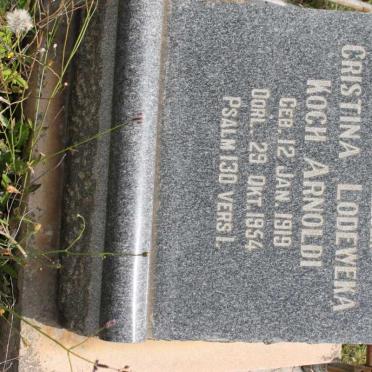 CRISTINA LODEWEKA
KOCH ARNOLDI
GEB. 12 JAN. 1919
OORL. 29 OKT. 1954
PSALM 130 VERS 1.